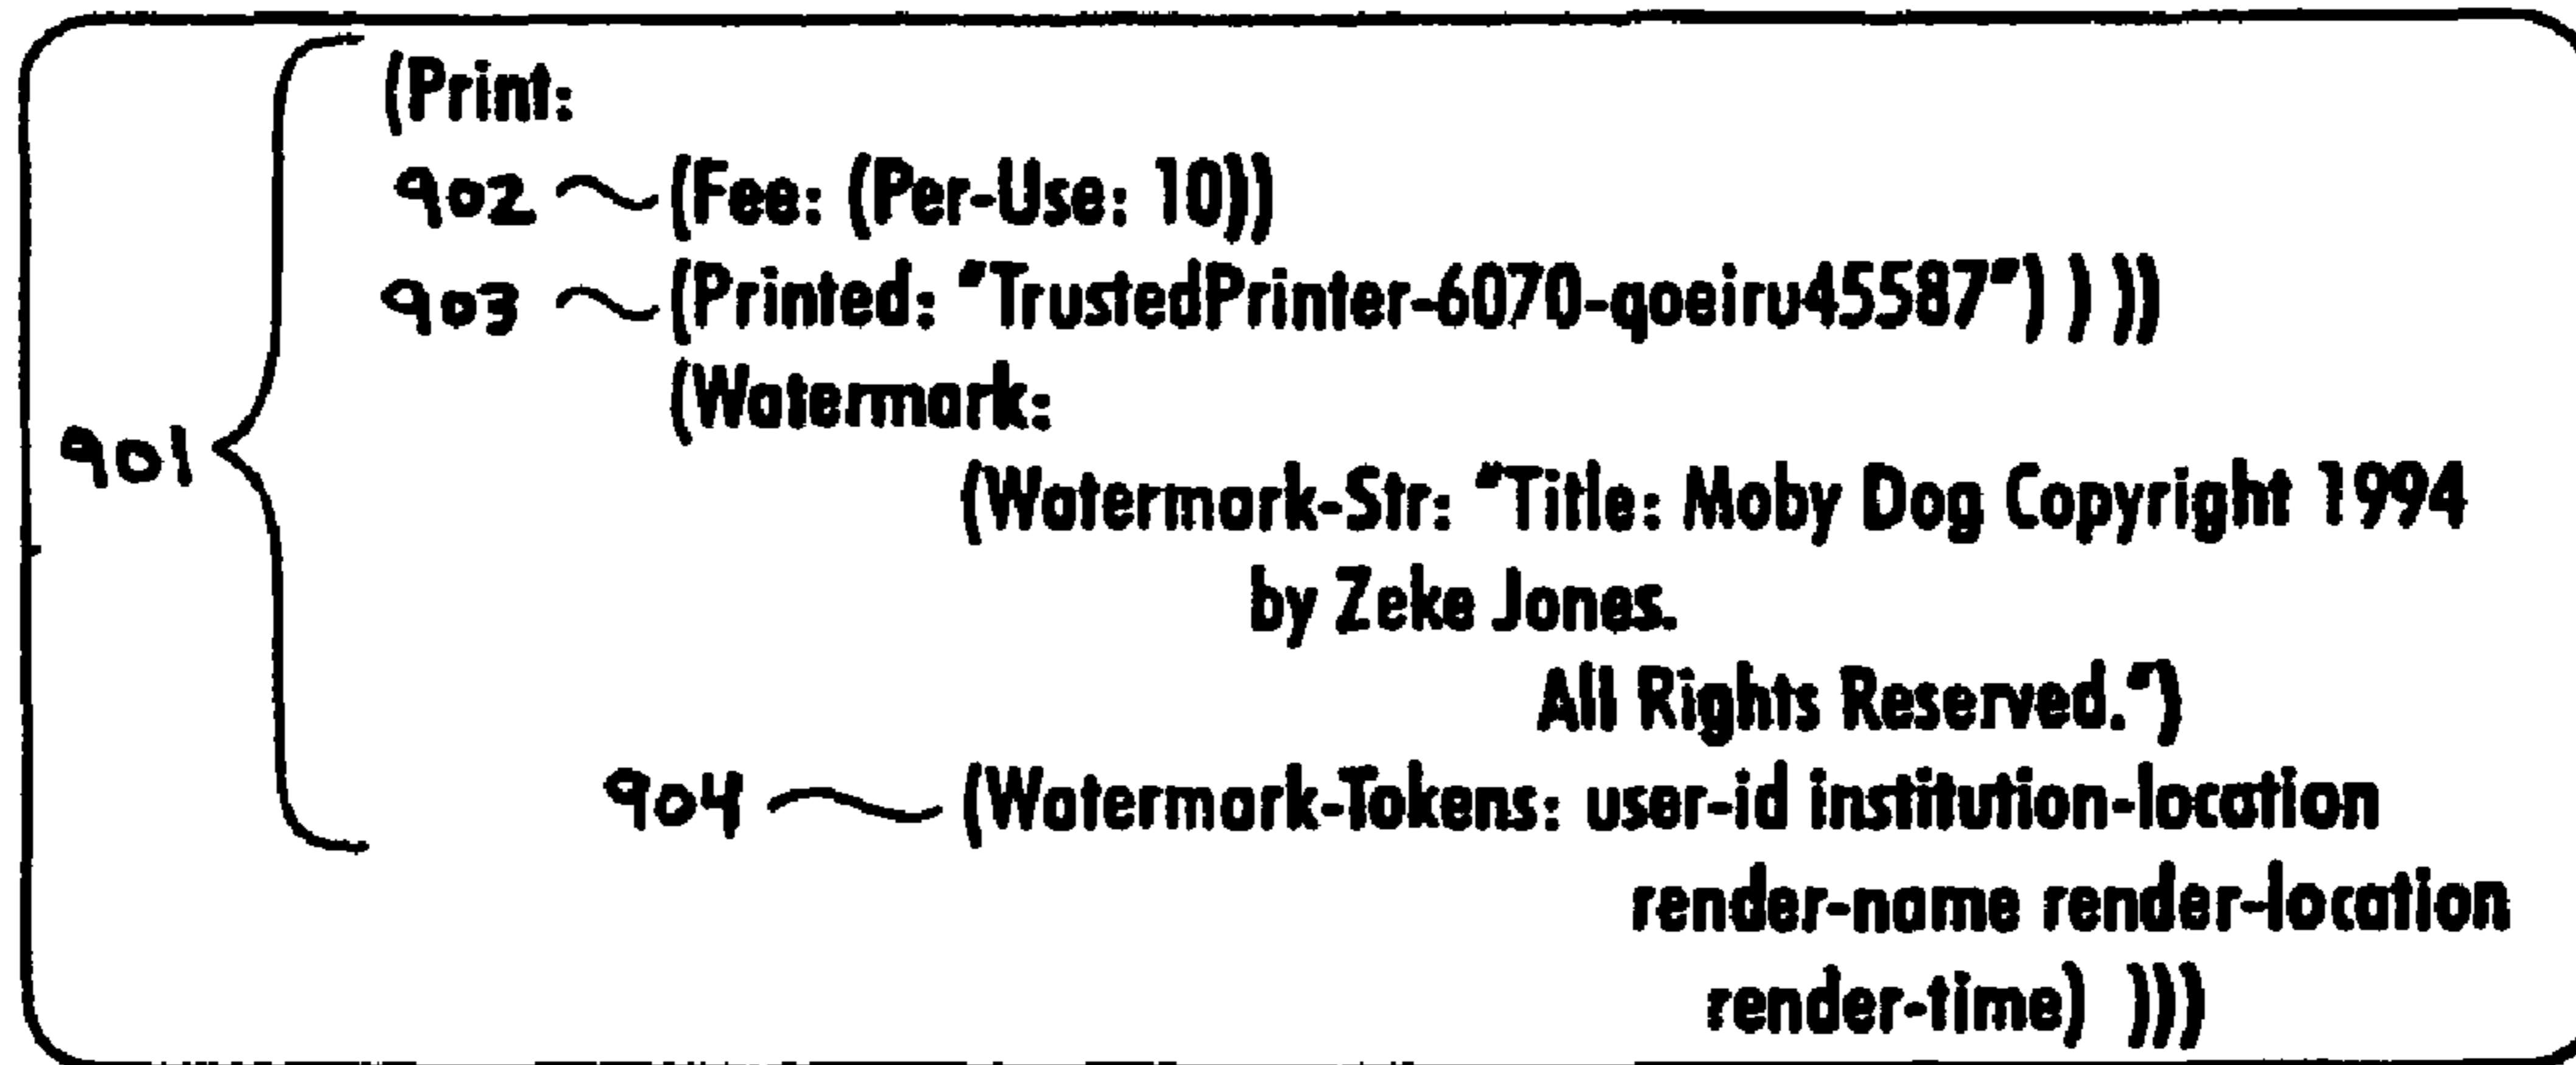 (Print:
902 (Fee: (Per-Use: 10))
903 (Printed: "TrustedPrinter-6070-qoeiru45587") ) ))
(Watermark:
901
(Watermark-Str: "Title: Moby Dog Copyright 1994
by Zeke Jones.
All Rights Reserved.")
904 (Watermark-Tokens: user-id institution-location
render-name render-location
render-time) )))